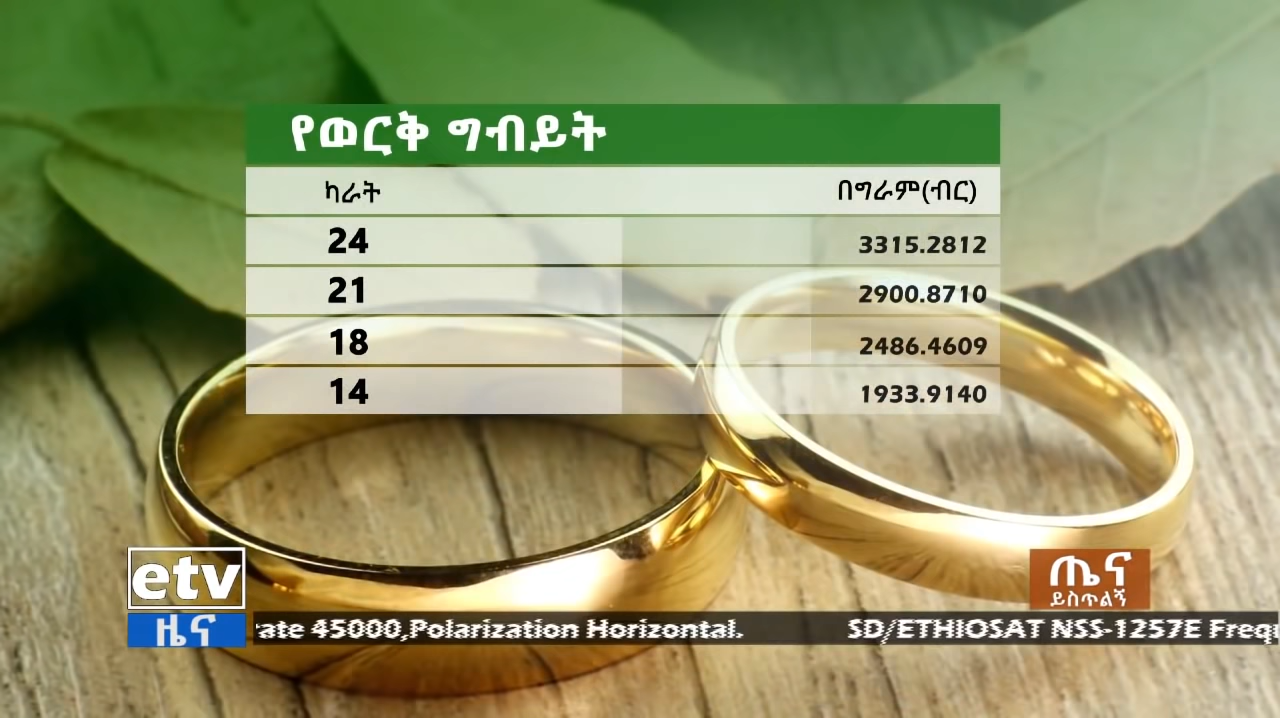 የወርቅ ግብይት
ካራት በግራም(ብር)
24 3315.2812
21 2900.8710
18 2486.4609
14 1933.9140
etv
ጤና
ይስጥልኝ
ዜና
ate 45000,Polarization Horizontal. SD/ETHIOSAT NSS-1257E Frequ